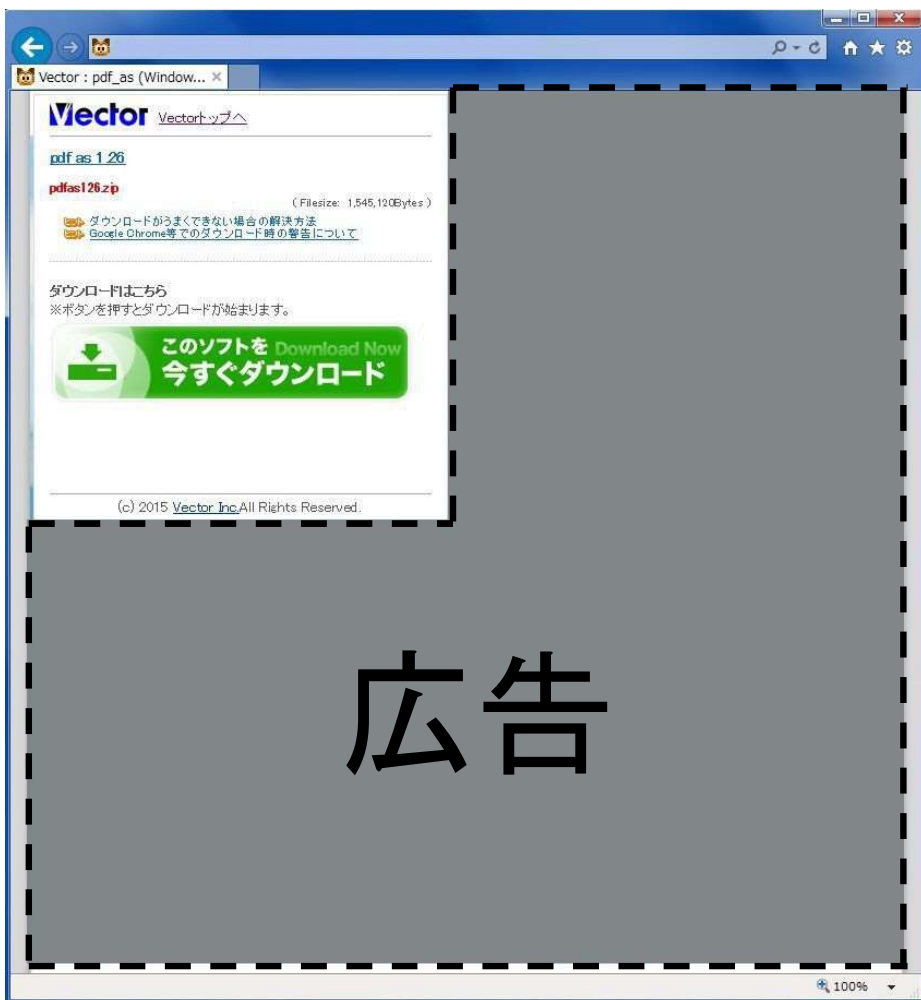 Vector : pdf_as (Window...
Vector Vectorトップへ
pdf as 1.26
pdfas126.zip
(Filesize: 1,545,120Bytes)
ダウンロードがうまくできない場合の解決方法
Google Chrome等でのダウンロード時の警告について
ダウンロードはこちら
※ボタンを押すとダウンロードが始まります。
このソフトを Download Now
今すぐダウンロード
(c) 2015 Vector Inc.All Rights Reserved.
広告
100%